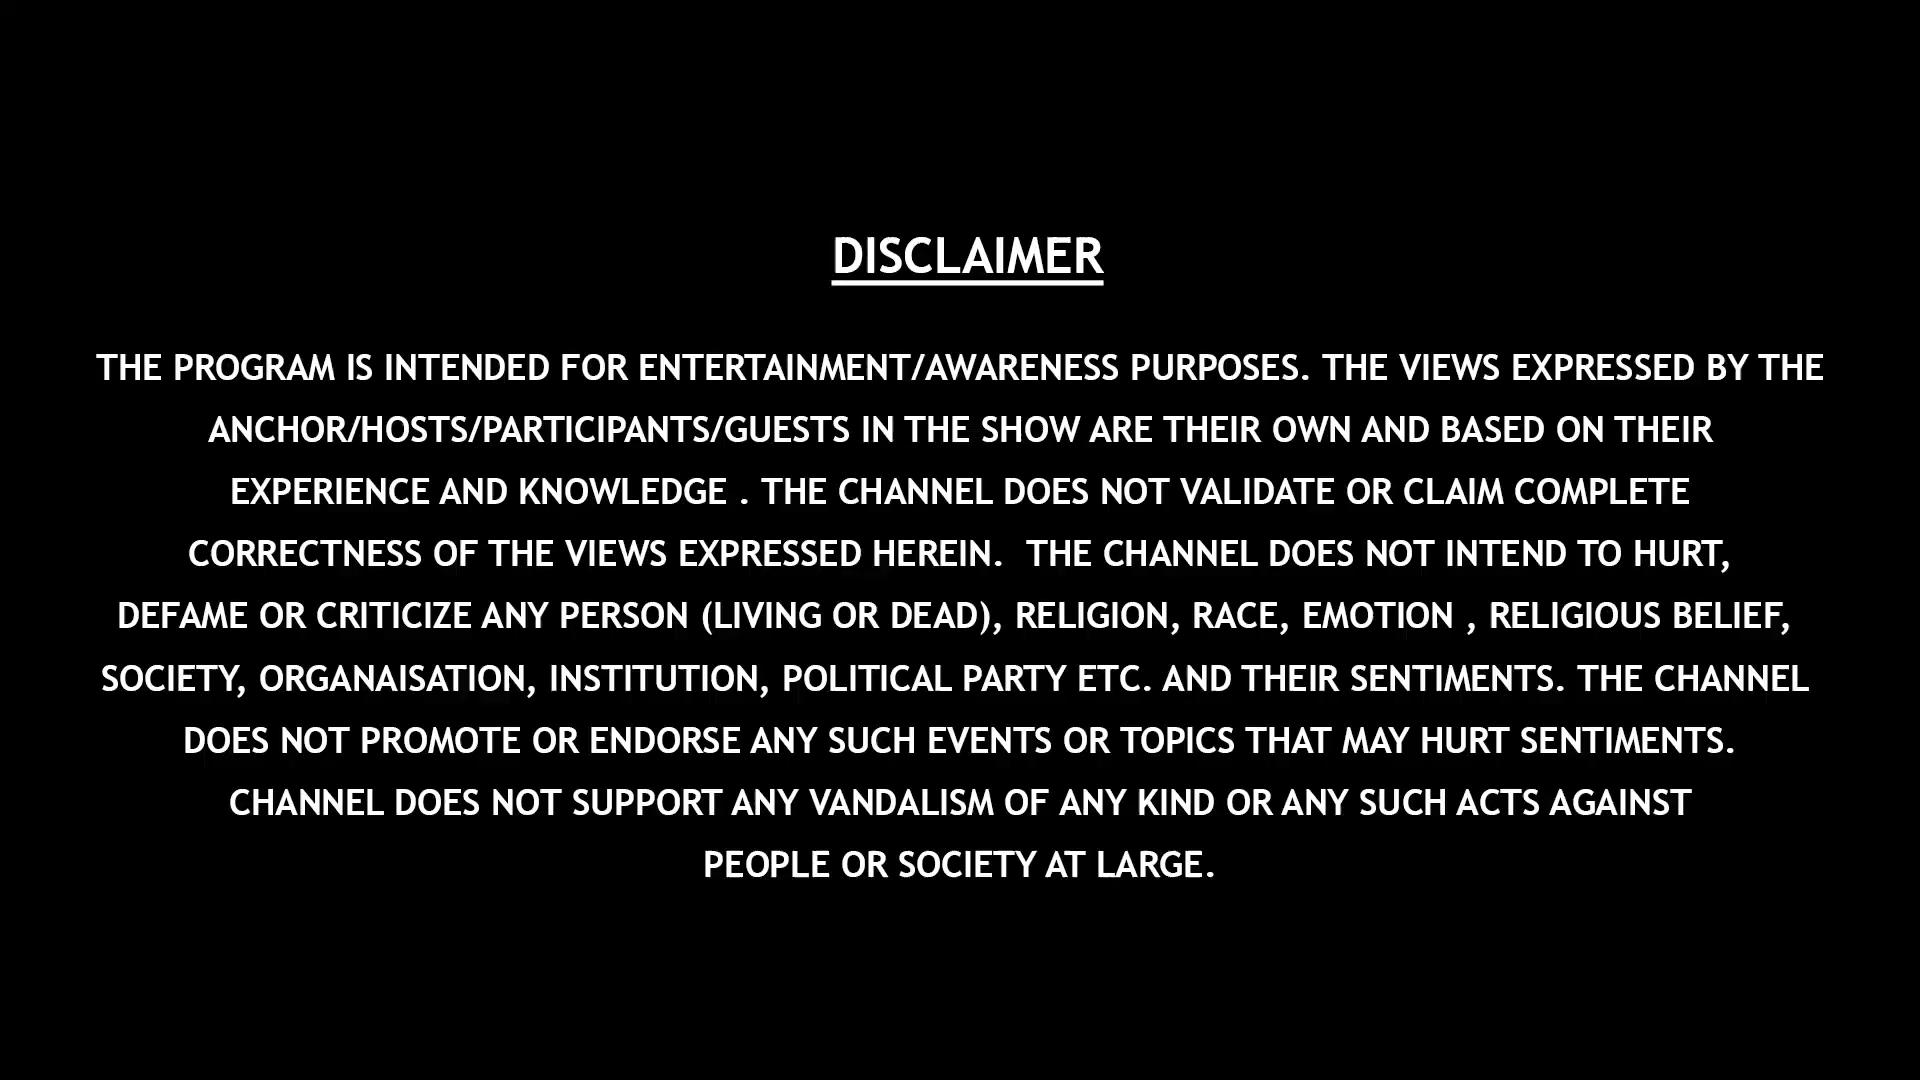 DISCLAIMER
THE PROGRAM IS INTENDED FOR ENTERTAINMENT/AWARENESS PURPOSES. THE VIEWS EXPRESSED BY THE
ANCHOR/HOSTS/PARTICIPANTS/GUESTS IN THE SHOW ARE THEIR OWN AND BASED ON THEIR
EXPERIENCE AND KNOWLEDGE . THE CHANNEL DOES NOT VALIDATE OR CLAIM COMPLETE
CORRECTNESS OF THE VIEWS EXPRESSED HEREIN.  THE CHANNEL DOES NOT INTEND TO HURT,
DEFAME OR CRITICIZE ANY PERSON (LIVING OR DEAD), RELIGION, RACE, EMOTION , RELIGIOUS BELIEF,
SOCIETY, ORGANAISATION, INSTITUTION, POLITICAL PARTY ETC. AND THEIR SENTIMENTS. THE CHANNEL
DOES NOT PROMOTE OR ENDORSE ANY SUCH EVENTS OR TOPICS THAT MAY HURT SENTIMENTS.
CHANNEL DOES NOT SUPPORT ANY VANDALISM OF ANY KIND OR ANY SUCH ACTS AGAINST
PEOPLE OR SOCIETY AT LARGE.